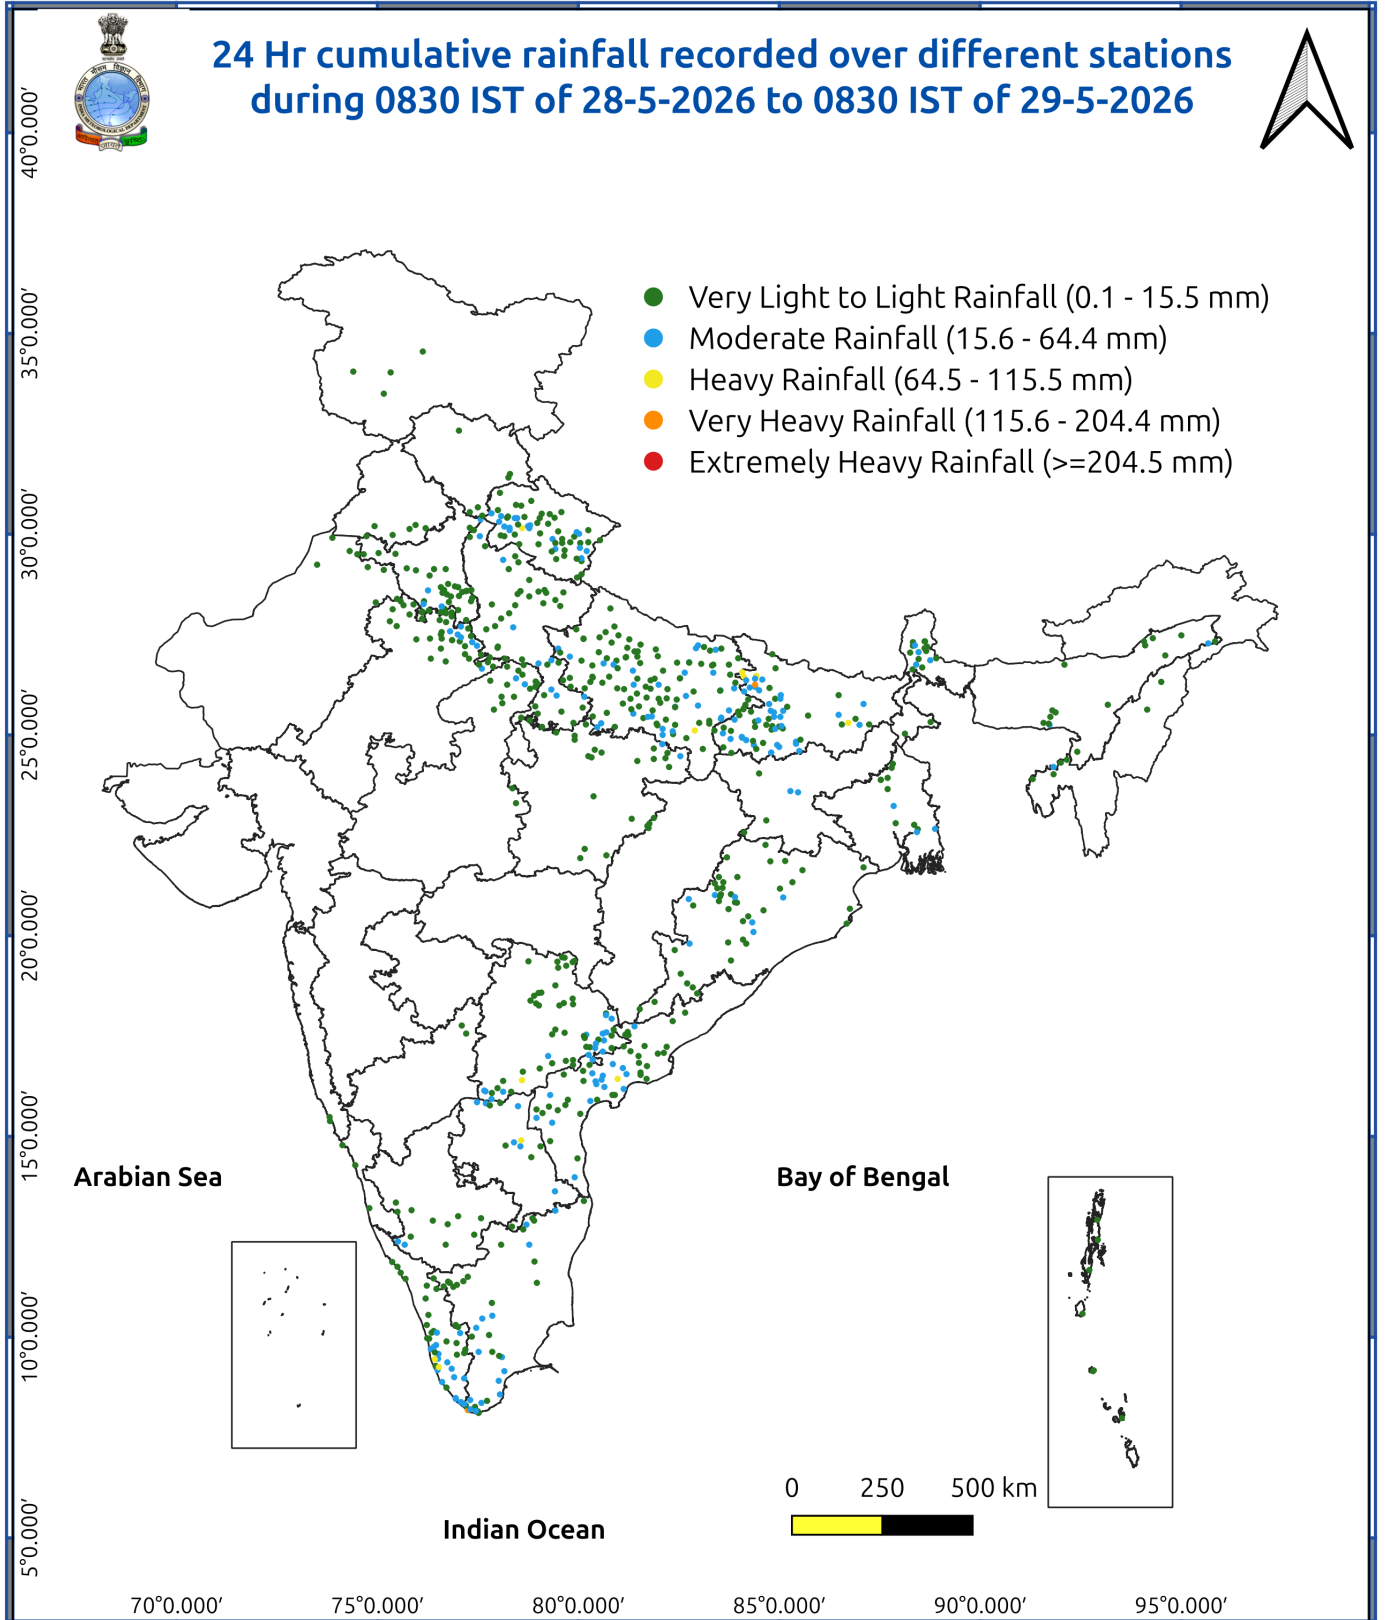 24 Hr cumulative rainfall recorded over different stations
during 0830 IST of 28-5-2026 to 0830 IST of 29-5-2026
Very Light to Light Rainfall (0.1 - 15.5 mm)
Moderate Rainfall (15.6 - 64.4 mm)
Heavy Rainfall (64.5 - 115.5 mm)
Very Heavy Rainfall (115.6 - 204.4 mm)
Extremely Heavy Rainfall (>=204.5 mm)
40°0.000′
35°0.000′
30°0.000′
25°0.000′
20°0.000′
15°0.000′
10°0.000′
5°0.000′
Arabian Sea
Bay of Bengal
Indian Ocean
0 250 500 km
70°0.000′ 75°0.000′ 80°0.000′ 85°0.000′ 90°0.000′ 95°0.000′